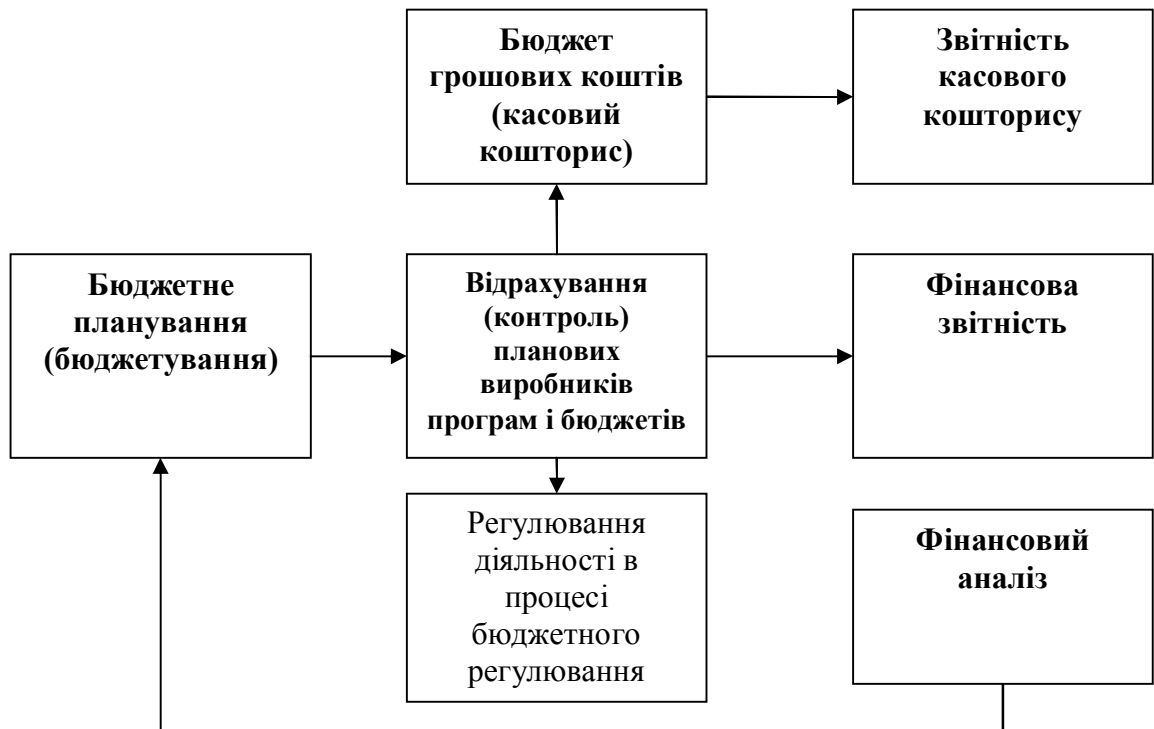 Бюджет
грошових коштів
(касовий
кошторис)
Звітність
касового
кошторису
Бюджетне
планування
(бюджетування)
Відрахування
(контроль)
планових
виробників
програм і бюджетів
Фінансова
звітність
Регулювання
діяльності в
процесі
бюджетного
регулювання
Фінансовий
аналіз